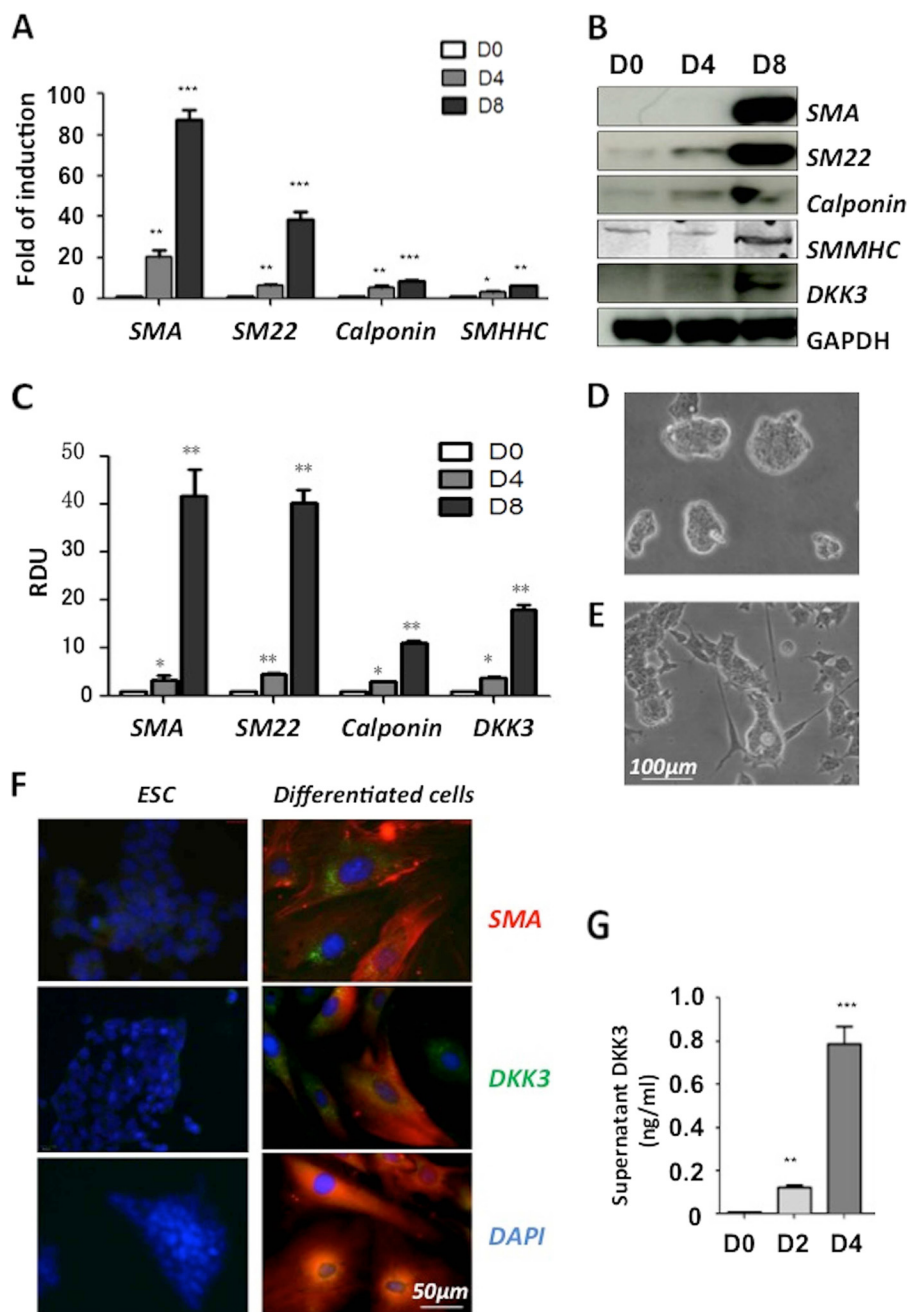 A
D0
D4
D8
Fold of induction
100
80
60
40
20
0
**
***
**
***
**
***
*
**
SMA SM22 Calponin SMHHC
B
D0 D4 D8
SMA
SM22
Calponin
SMMHC
DKK3
GAPDH
C
D0
D4
D8
RDU
50
40
30
20
10
0
*
**
**
**
*
**
*
**
SMA SM22 Calponin DKK3
D
E
100μm
F
ESC Differentiated cells
SMA
DKK3
DAPI
50μm
G
Supernatant DKK3
(ng/ml)
1.0
0.8
0.6
0.4
0.2
0
**
***
D0 D2 D4